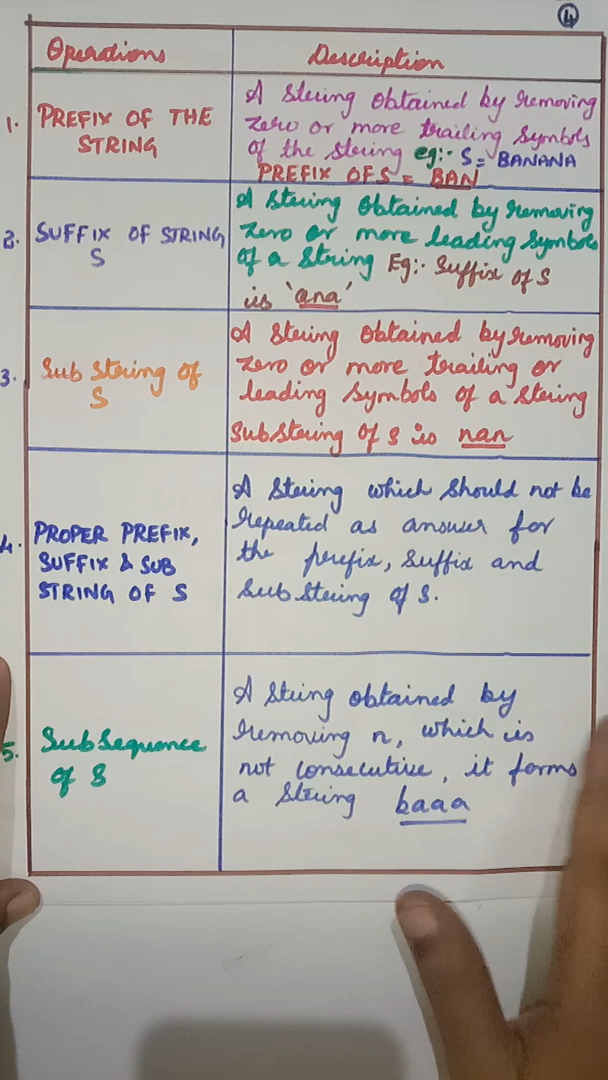 4
Operations
Description
1. PREFIX OF THE
STRING
A String obtained by removing
zero or more trailing symbols
of the string eg:- S = BANANA
PREFIX OF S = BAN
2. SUFFIX OF STRING
S
A String obtained by removing
zero or more leading symbols
of a string Eg:- Suffix of S
is 'ana'
3. Sub String of
S
A String obtained by removing
zero or more trailing or
leading symbols of a string
Substring of S is nan
4. PROPER PREFIX,
SUFFIX & SUB
STRING OF S
A String which should not be
repeated as answer for
the prefix, suffix and
sub string of S.
5. SubSequence
of S
A string obtained by
removing n, which is
not consecutive, it forms
a string baaa